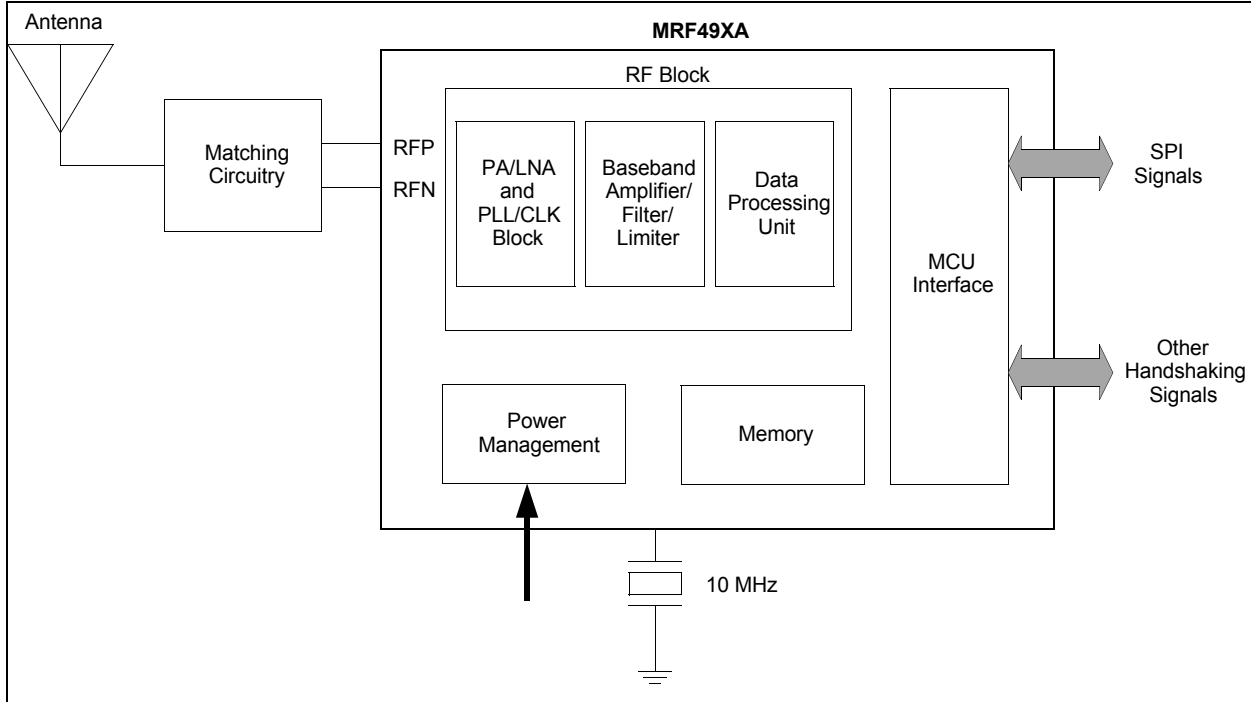 Antenna
MRF49XA
RF Block
Matching
Circuitry
RFP
RFN
PA/LNA
and
PLL/CLK
Block
Baseband
Amplifier/
Filter/
Limiter
Data
Processing
Unit
MCU
Interface
SPI
Signals
Other
Handshaking
Signals
Power
Management
Memory
10 MHz